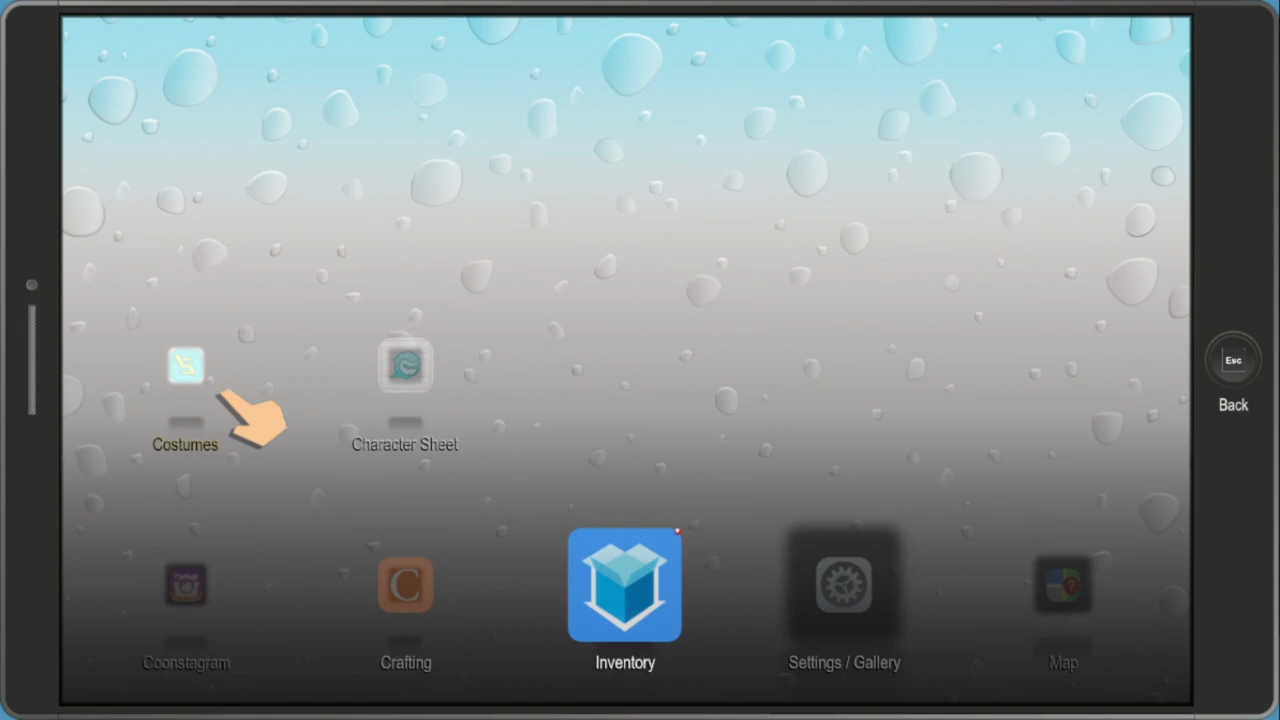 Esc
Back
Costumes
Character Sheet
C
Coonstagram
Crafting
Inventory
Settings / Gallery
Map
?